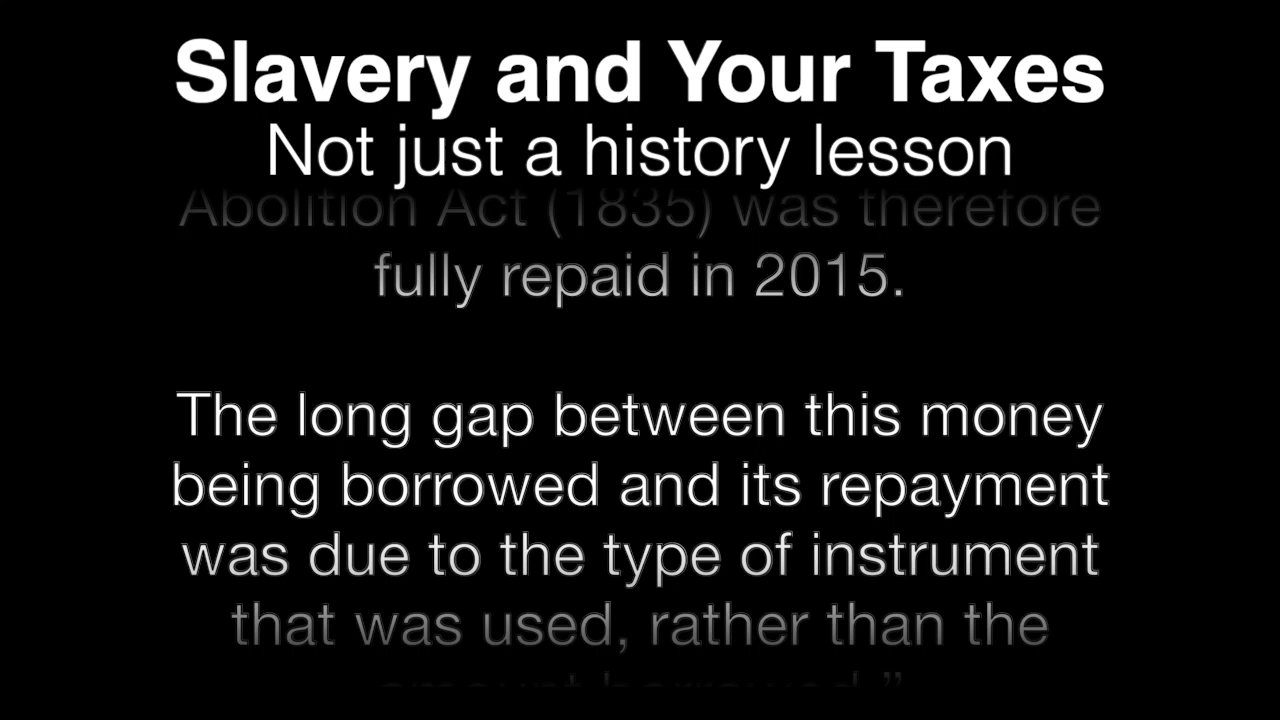 Slavery and Your Taxes
Not just a history lesson
Abolition Act (1835) was therefore
fully repaid in 2015.
The long gap between this money
being borrowed and its repayment
was due to the type of instrument
that was used, rather than the
amount borrowed.”